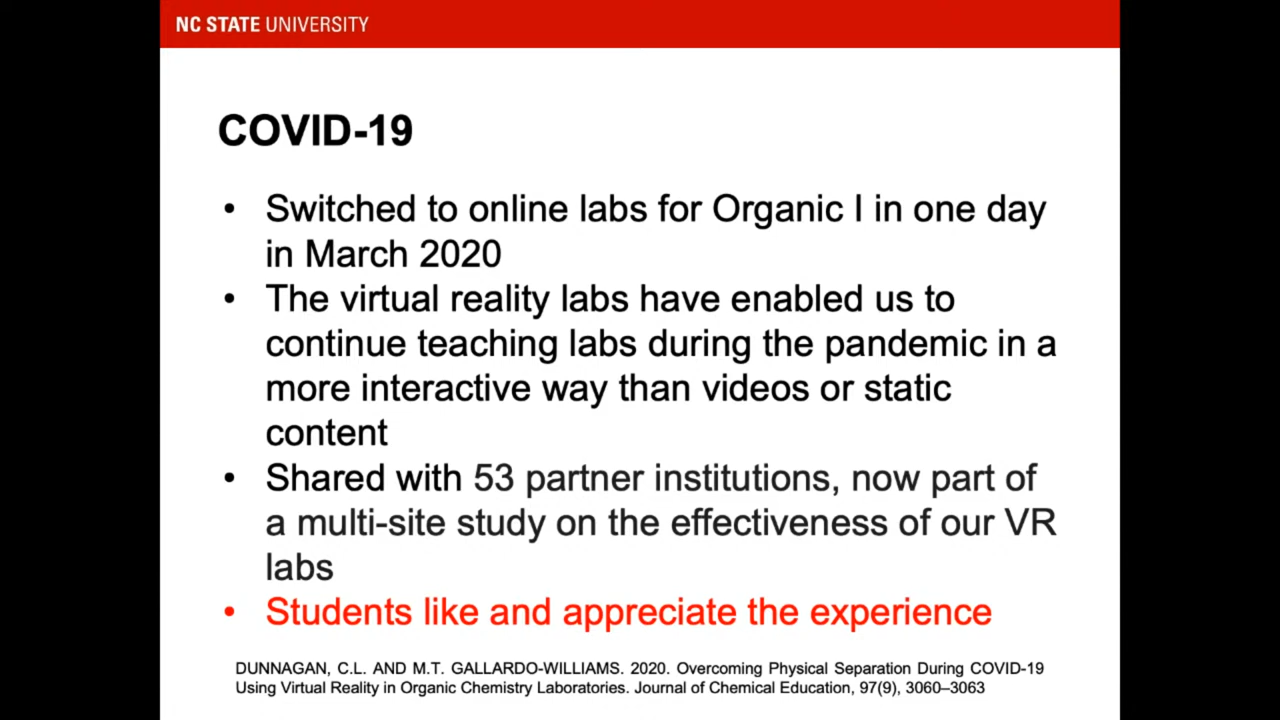 NC STATE UNIVERSITY
COVID-19
• Switched to online labs for Organic I in one day
in March 2020
• The virtual reality labs have enabled us to
continue teaching labs during the pandemic in a
more interactive way than videos or static
content
• Shared with 53 partner institutions, now part of
a multi-site study on the effectiveness of our VR
labs
• Students like and appreciate the experience
DUNNAGAN, C.L. AND M.T. GALLARDO-WILLIAMS. 2020. Overcoming Physical Separation During COVID-19
Using Virtual Reality in Organic Chemistry Laboratories. Journal of Chemical Education, 97(9), 3060–3063